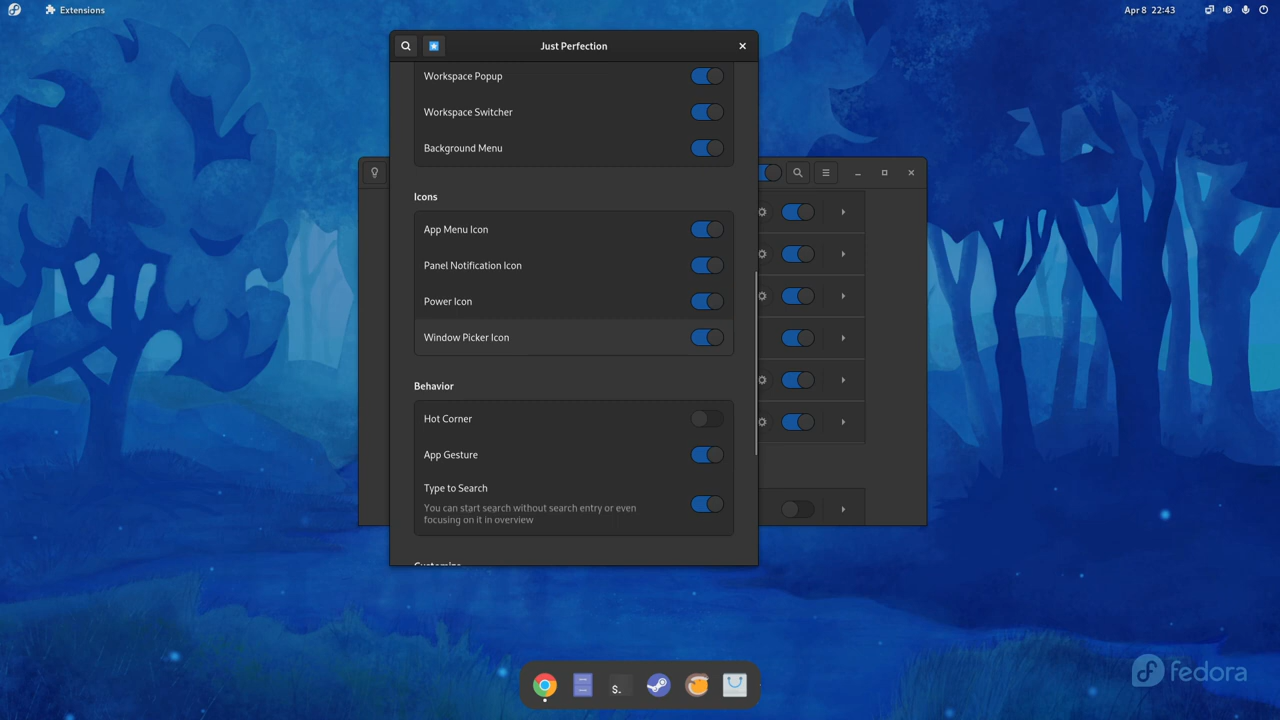 Extensions
Apr 8 22:43
Just Perfection
Workspace Popup
Workspace Switcher
Background Menu
Icons
App Menu Icon
Panel Notification Icon
Power Icon
Window Picker Icon
Behavior
Hot Corner
App Gesture
Type to Search
You can start search without search entry or even
focusing on it in overview
Customize
$_
fedora